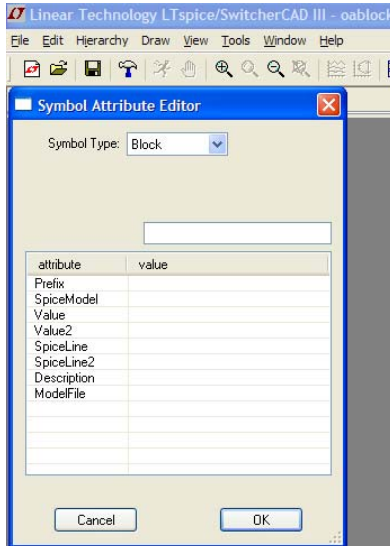 Linear Technology LTspice/SwitcherCAD III - oablock
File Edit Hierarchy Draw View Tools Window Help
Symbol Attribute Editor
Symbol Type: Block
attribute value
Prefix
SpiceModel
Value
Value2
SpiceLine
SpiceLine2
Description
ModelFile
Cancel OK